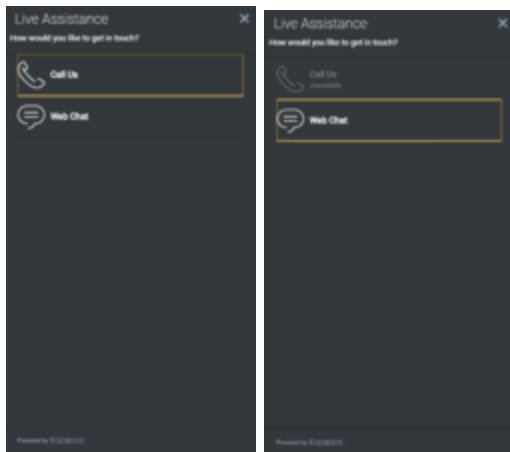 Live Assistance
How would you like to get in touch?
Call Us
Web Chat
Powered by GENESYS
Live Assistance
How would you like to get in touch?
Call Us
Unavailable
Web Chat
Powered by GENESYS